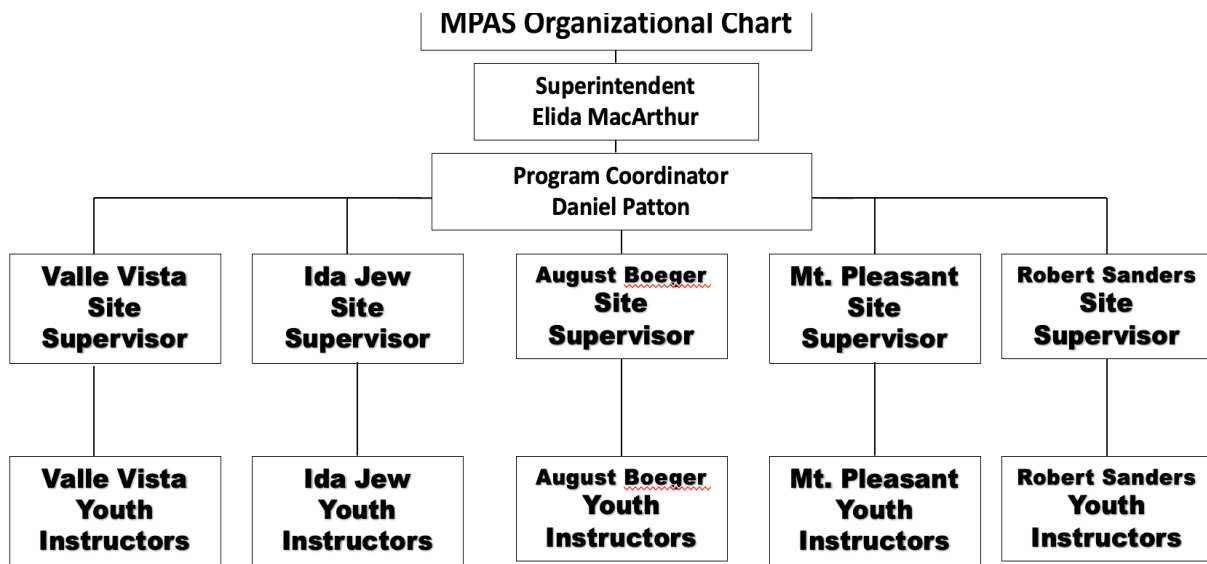 MPAS Organizational Chart
Superintendent
Elida MacArthur
Program Coordinator
Daniel Patton
Valle Vista
Site
Supervisor
Ida Jew
Site
Supervisor
August Boeger
Site
Supervisor
Mt. Pleasant
Site
Supervisor
Robert Sanders
Site
Supervisor
Valle Vista
Youth
Instructors
Ida Jew
Youth
Instructors
August Boeger
Youth
Instructors
Mt. Pleasant
Youth
Instructors
Robert Sanders
Youth
Instructors